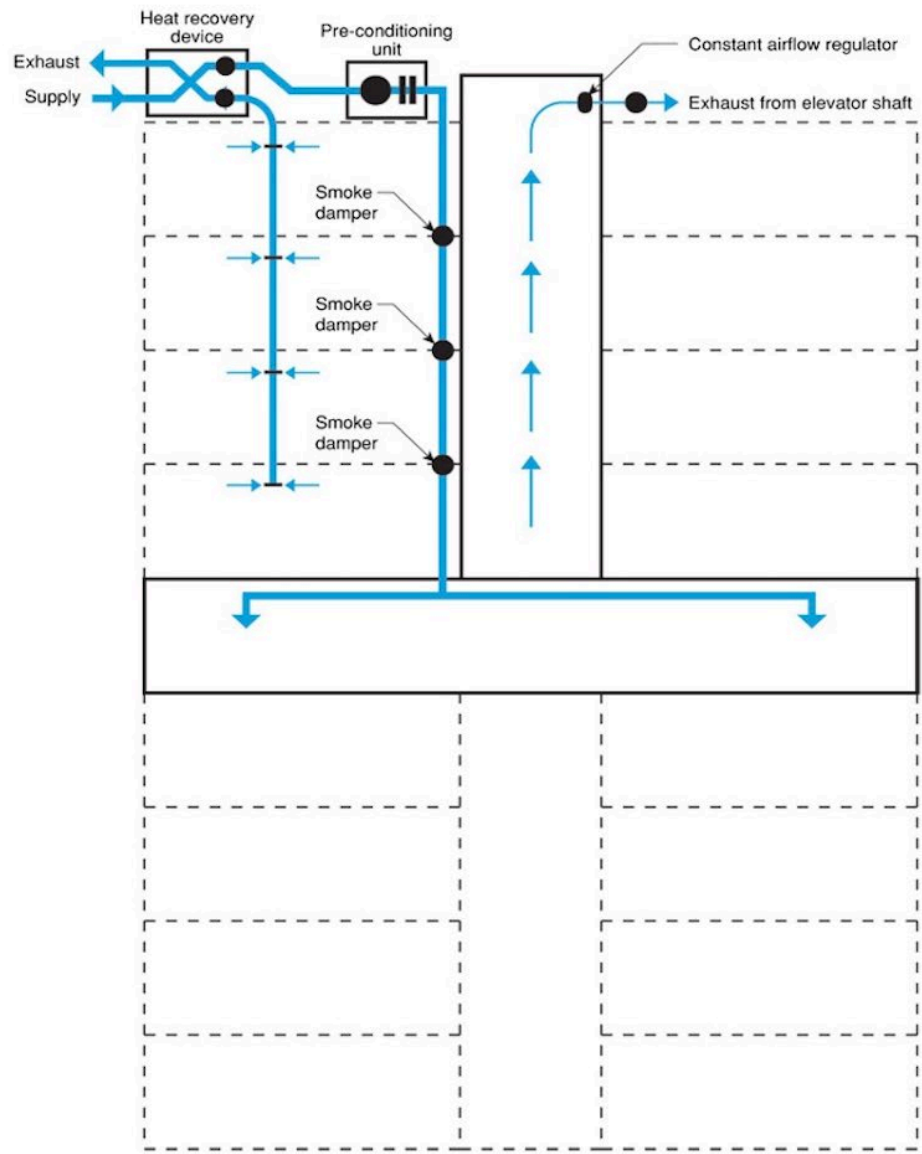 Heat recovery
device
Pre-conditioning
unit
Constant airflow regulator
Exhaust
Supply
Exhaust from elevator shaft
Smoke
damper
Smoke
damper
Smoke
damper